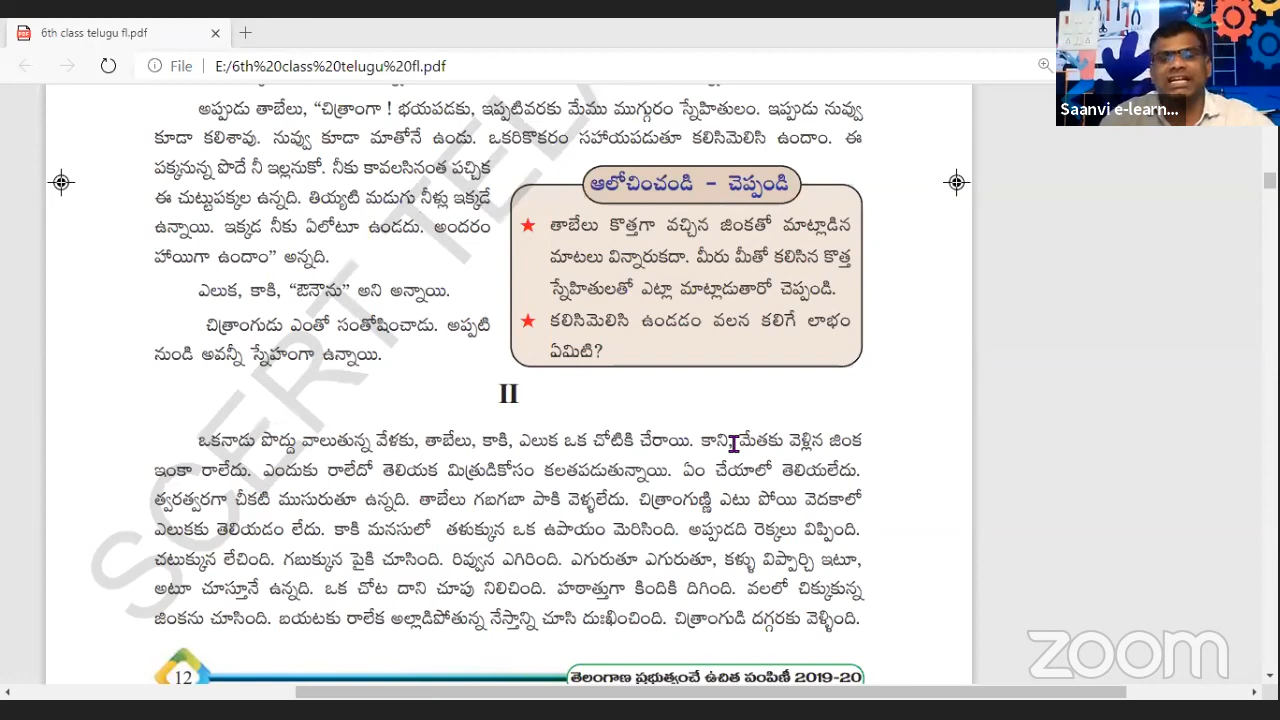 6th class telugu fl.pdf
File
E:/6th%20class%20telugu%20fl.pdf
Saanvi e-learn...
అప్పుడు తాబేలు, “చిత్రాంగా ! భయపడకు, ఇప్పటివరకు మేము ముగ్గురం స్నేహితులం. ఇప్పుడు నువ్వు
కూడా కలిశావు. నువ్వు కూడా మాతోనే ఉండు. ఒకరికొకరం సహాయపడుతూ కలిసిమెలిసి ఉందాం. ఈ
పక్కనున్న పొదే నీ ఇల్లనుకో. నీకు కావలసినంత పచ్చిక
ఈ చుట్టుపక్కల ఉన్నది. తియ్యటి మడుగు నీళ్లు ఇక్కడే
ఉన్నాయి. ఇక్కడ నీకు ఏలోటూ ఉండదు. అందరం
హాయిగా ఉందాం” అన్నది.
ఎలుక, కాకి, “ఔనౌను” అని అన్నాయి.
చిత్రాంగుడు ఎంతో సంతోషించాడు. అప్పటి
నుండి అవన్నీ స్నేహంగా ఉన్నాయి.
ఆలోచించండి - చెప్పండి
★ తాబేలు కొత్తగా వచ్చిన జింకతో మాట్లాడిన
మాటలు విన్నారుకదా. మీరు మీతో కలిసిన కొత్త
స్నేహితులతో ఎట్లా మాట్లాడుతారో చెప్పండి.
★ కలిసిమెలిసి ఉండడం వలన కలిగే లాభం
ఏమిటి?
II
ఒకనాడు పొద్దు వాలుతున్న వేళకు, తాబేలు, కాకి, ఎలుక ఒక చోటికి చేరాయి. కాని, మేతకు వెళ్లిన జింక
ఇంకా రాలేదు. ఎందుకు రాలేదో తెలియక మిత్రుడికోసం కలతపడుతున్నాయి. ఏం చేయాలో తెలియలేదు.
త్వరత్వరగా చీకటి ముసురుతూ ఉన్నది. తాబేలు గబగబా పాకి వెళ్ళలేదు. చిత్రాంగుణ్ణి ఎటు పోయి వెదకాలో
ఎలుకకు తెలియడం లేదు. కాకి మనసులో తళుక్కున ఒక ఉపాయం మెరిసింది. అప్పుడది రెక్కలు విప్పింది.
చటుక్కున లేచింది. గబుక్కున పైకి చూసింది. రివ్వున ఎగిరింది. ఎగురుతూ ఎగురుతూ, కళ్ళు విప్పార్చి ఇటూ,
అటూ చూస్తూనే ఉన్నది. ఒక చోట దాని చూపు నిలిచింది. హఠాత్తుగా కిందికి దిగింది. వలలో చిక్కుకున్న
జింకను చూసింది. బయటకు రాలేక అల్లాడిపోతున్న నేస్తాన్ని చూసి దుఃఖించింది. చిత్రాంగుడి దగ్గరకు వెళ్ళింది.
12
తెలంగాణ ప్రభుత్వంచే ఉచిత పంపిణీ 2019-20
SCERT TEL
zoom